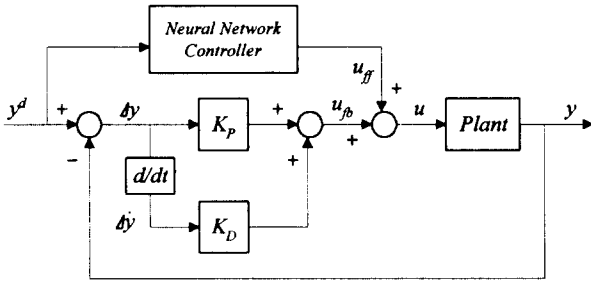 Neural Network
Controller
u_ff
+
y^d
+
Δy
K_P
+
u_fb
+
u
Plant
y
−
d/dt
+
Δẏ
K_D